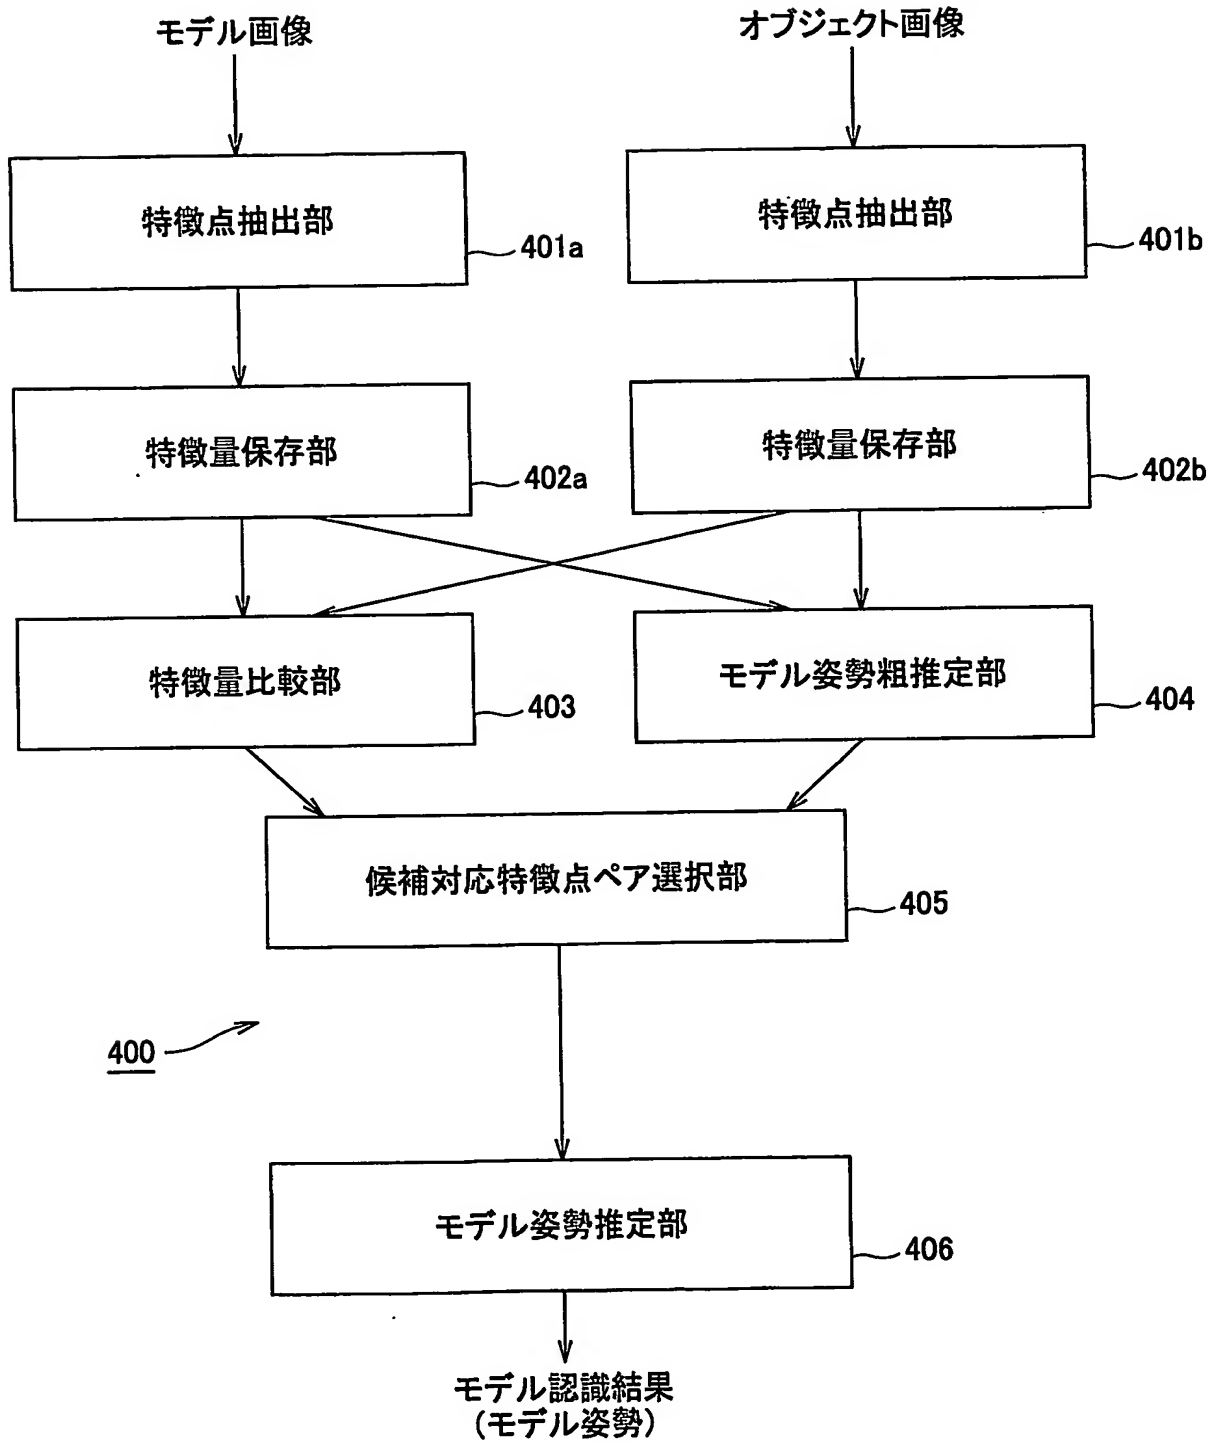 モデル画像
オブジェクト画像
特徴点抽出部
401a
特徴点抽出部
401b
特徴量保存部
402a
特徴量保存部
402b
特徴量比較部
403
モデル姿勢粗推定部
404
候補対応特徴点ペア選択部
405
400
モデル姿勢推定部
406
モデル認識結果
(モデル姿勢)